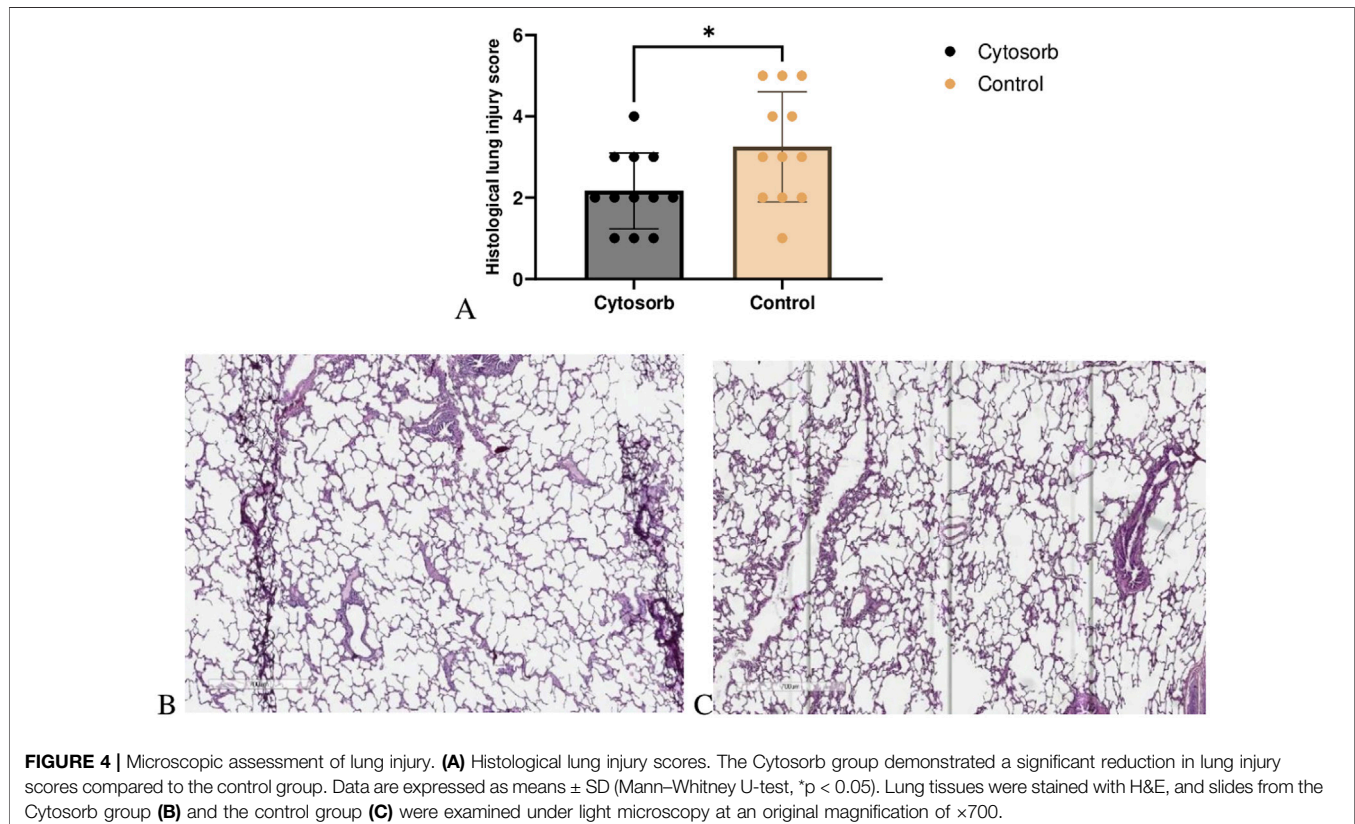 *
6
4
2
0
Histological lung injury score
Cytosorb
Control
Cytosorb
Control
A
B
C
FIGURE 4 | Microscopic assessment of lung injury. (A) Histological lung injury scores. The Cytosorb group demonstrated a significant reduction in lung injury
scores compared to the control group. Data are expressed as means ± SD (Mann–Whitney U-test, *p < 0.05). Lung tissues were stained with H&E, and slides from the
Cytosorb group (B) and the control group (C) were examined under light microscopy at an original magnification of ×700.